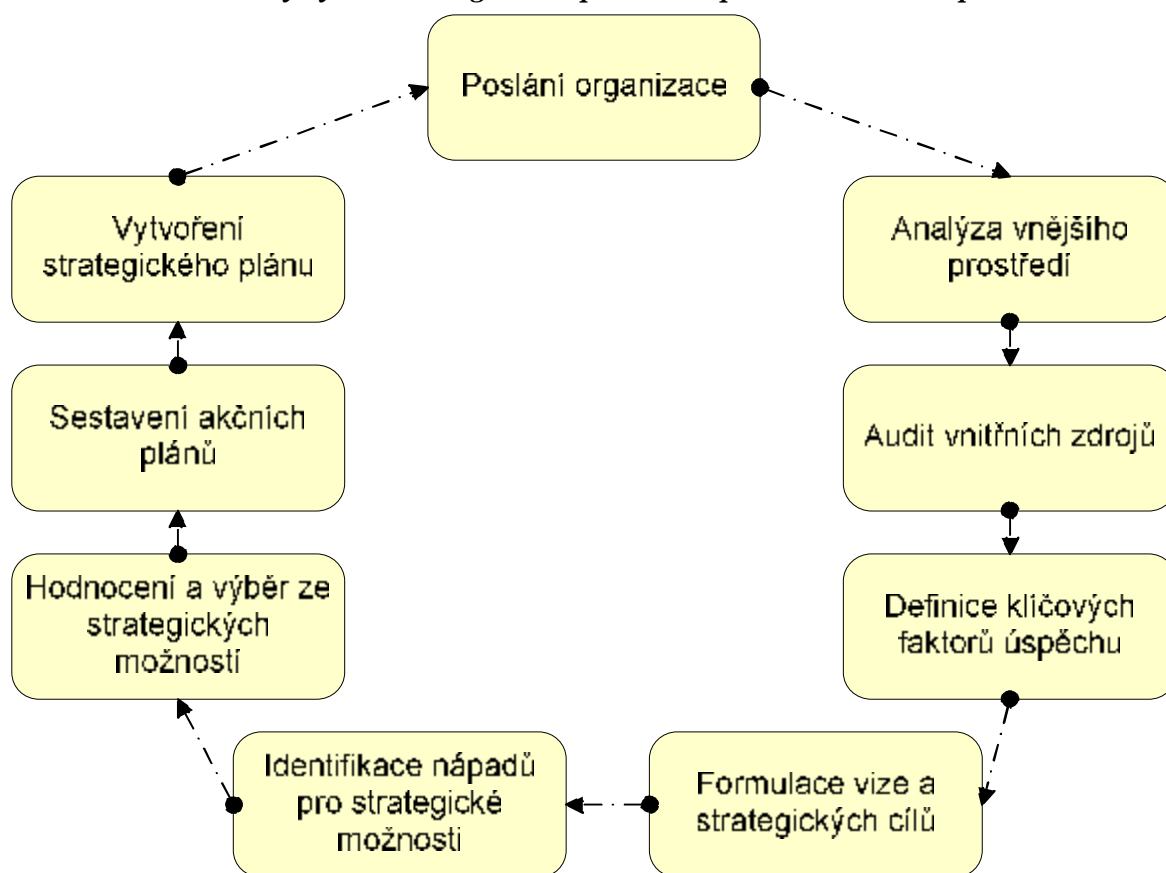 Poslání organizace
Analýza vnějšího
prostředí
Audit vnitřních zdrojů
Definice klíčových
faktorů úspěchu
Formulace vize a
strategických cílů
Identifikace nápadů
pro strategické
možnosti
Hodnocení a výběr ze
strategických
možností
Sestavení akčních
plánů
Vytvoření
strategického plánu